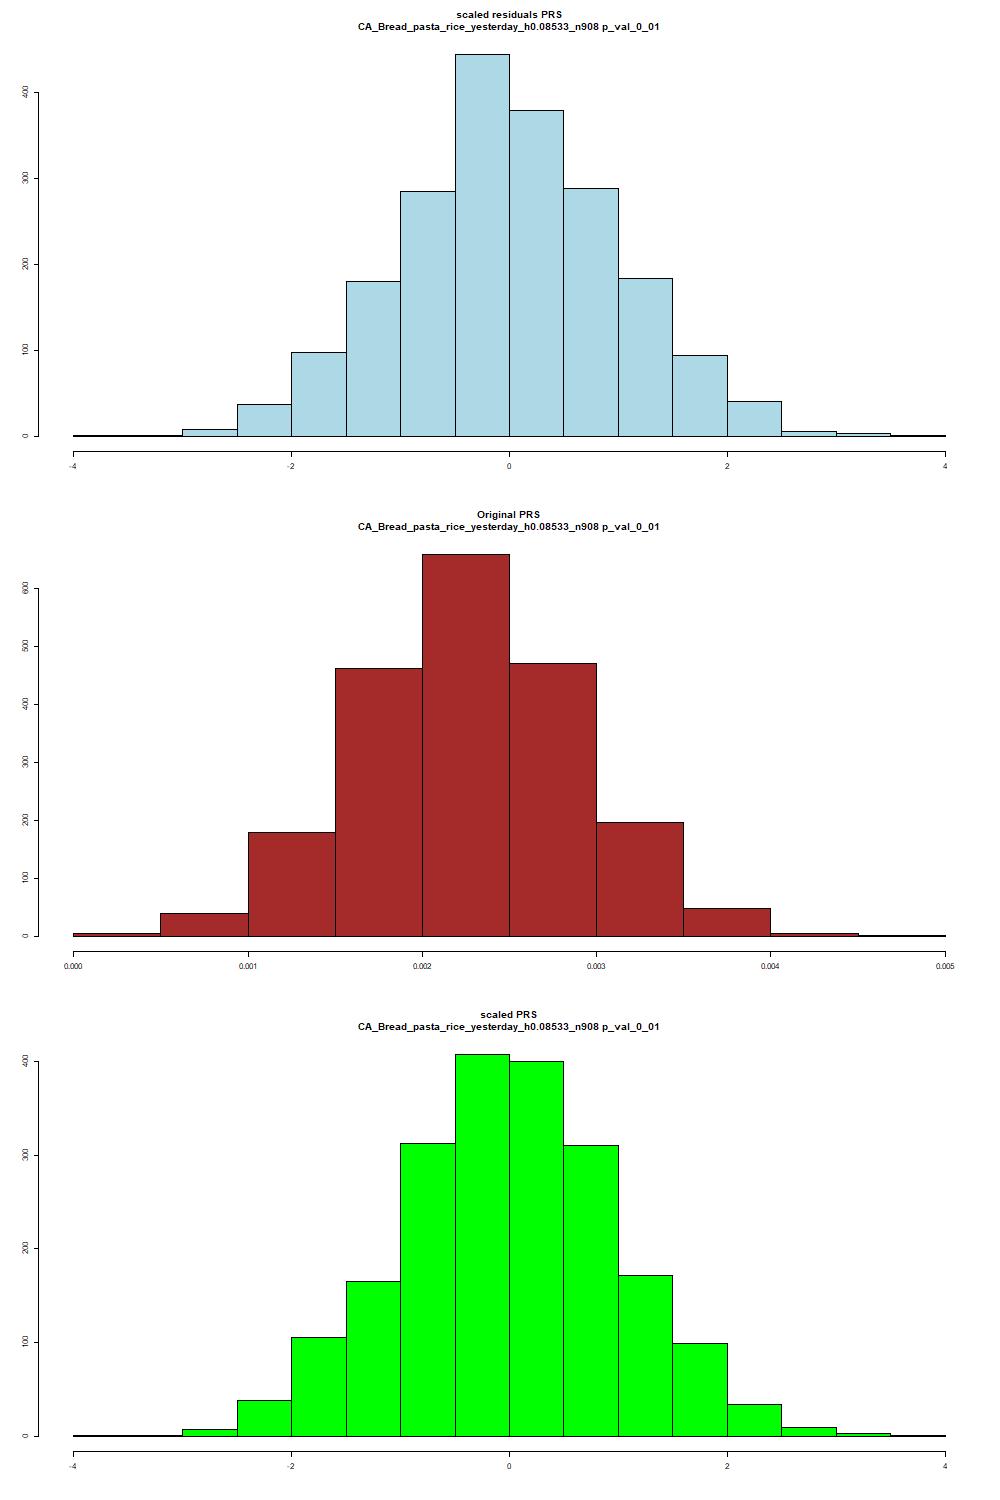 scaled residuals PRS
CA_Bread_pasta_rice_yesterday_h0.08533_n908 p_val_0_01
400
300
200
100
0
-4 -2 0 2 4
Original PRS
CA_Bread_pasta_rice_yesterday_h0.08533_n908 p_val_0_01
600
500
400
300
200
100
0
0.000 0.001 0.002 0.003 0.004 0.005
scaled PRS
CA_Bread_pasta_rice_yesterday_h0.08533_n908 p_val_0_01
400
300
200
100
0
-4 -2 0 2 4